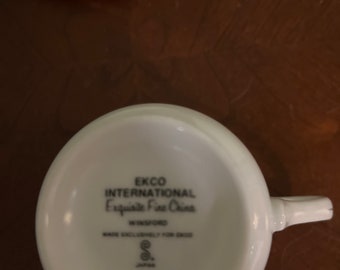 EKCO
INTERNATIONAL
Exquisite Fine China
WINSFORD
MADE EXCLUSIVELY FOR EKCO
JAPAN